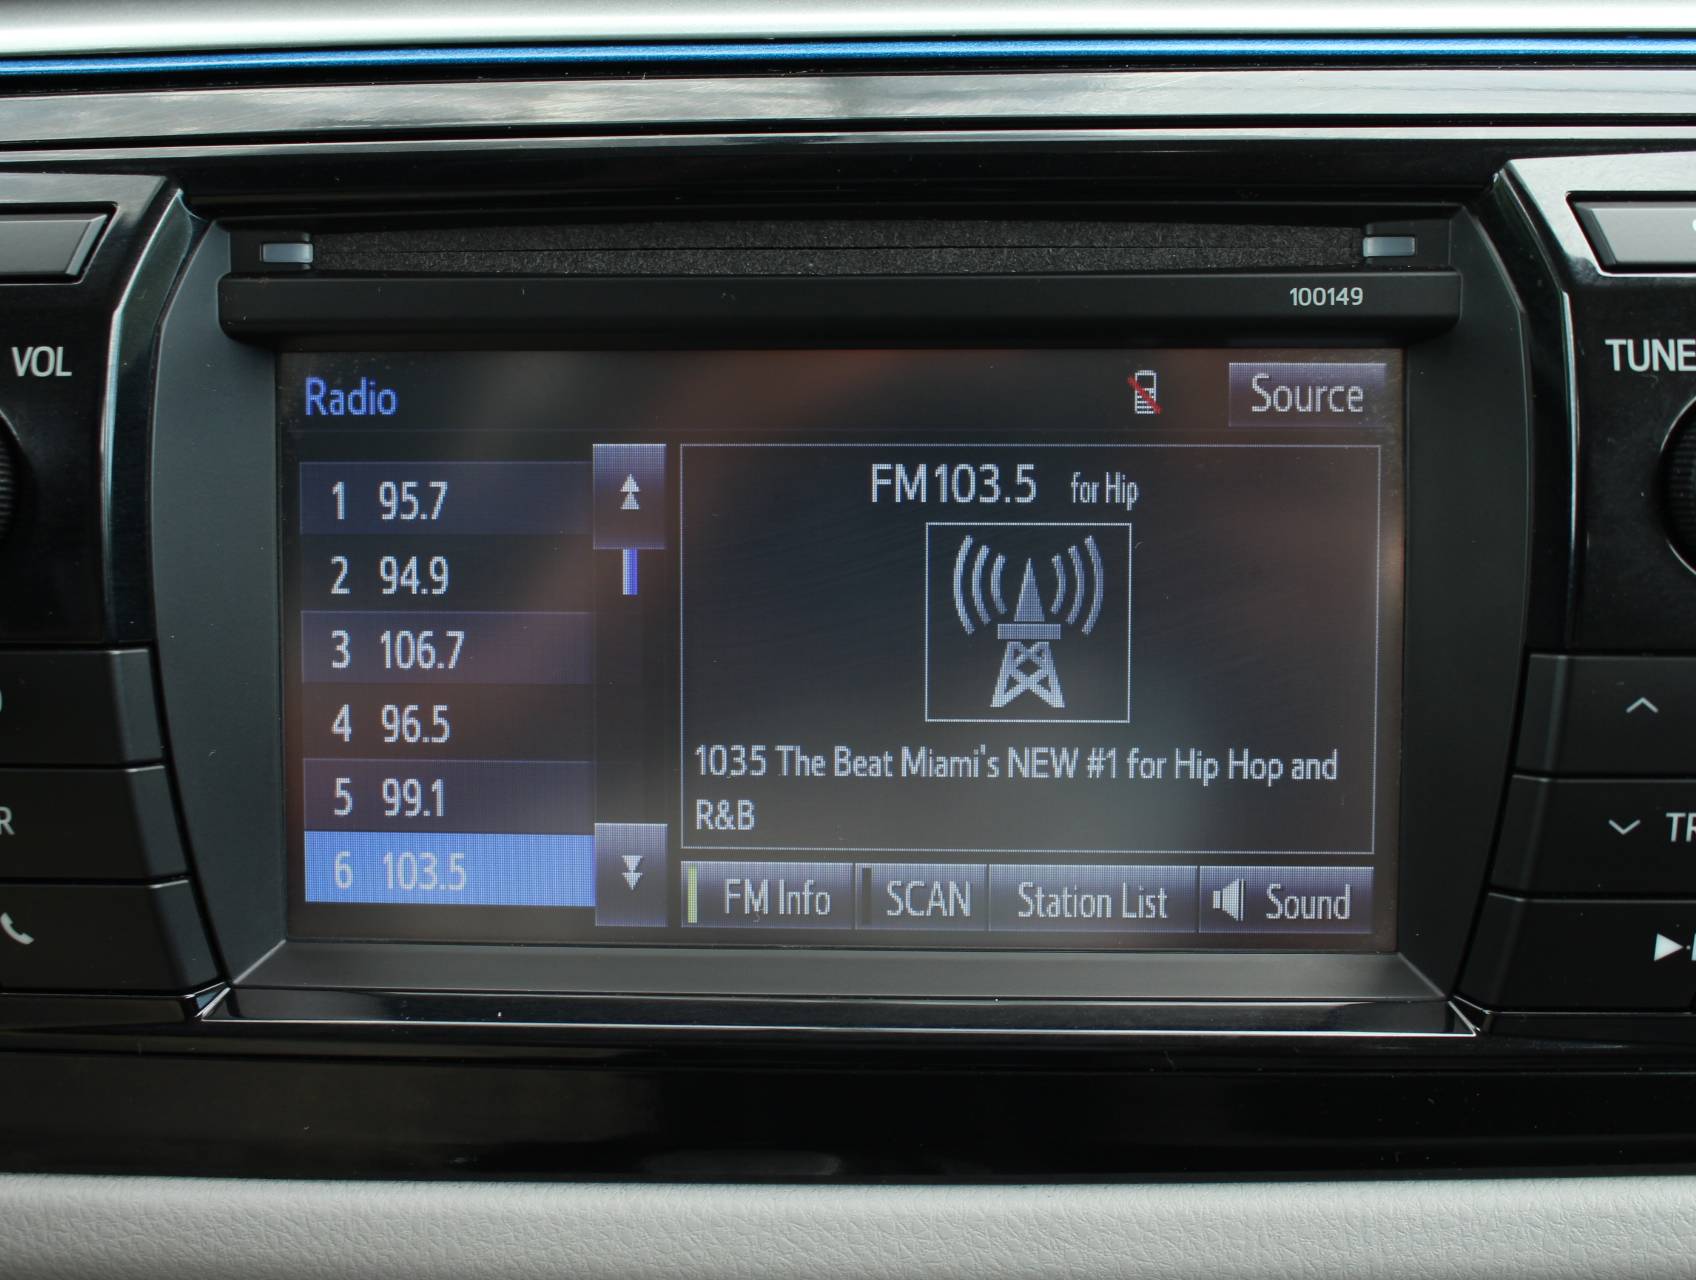 100149
VOL
TUNE
Radio
Source
1 95.7
2 94.9
3 106.7
4 96.5
5 99.1
6 103.5
FM103.5 for Hip
1035 The Beat Miami's NEW #1 for Hip Hop and
R&B
FM Info
SCAN
Station List
Sound